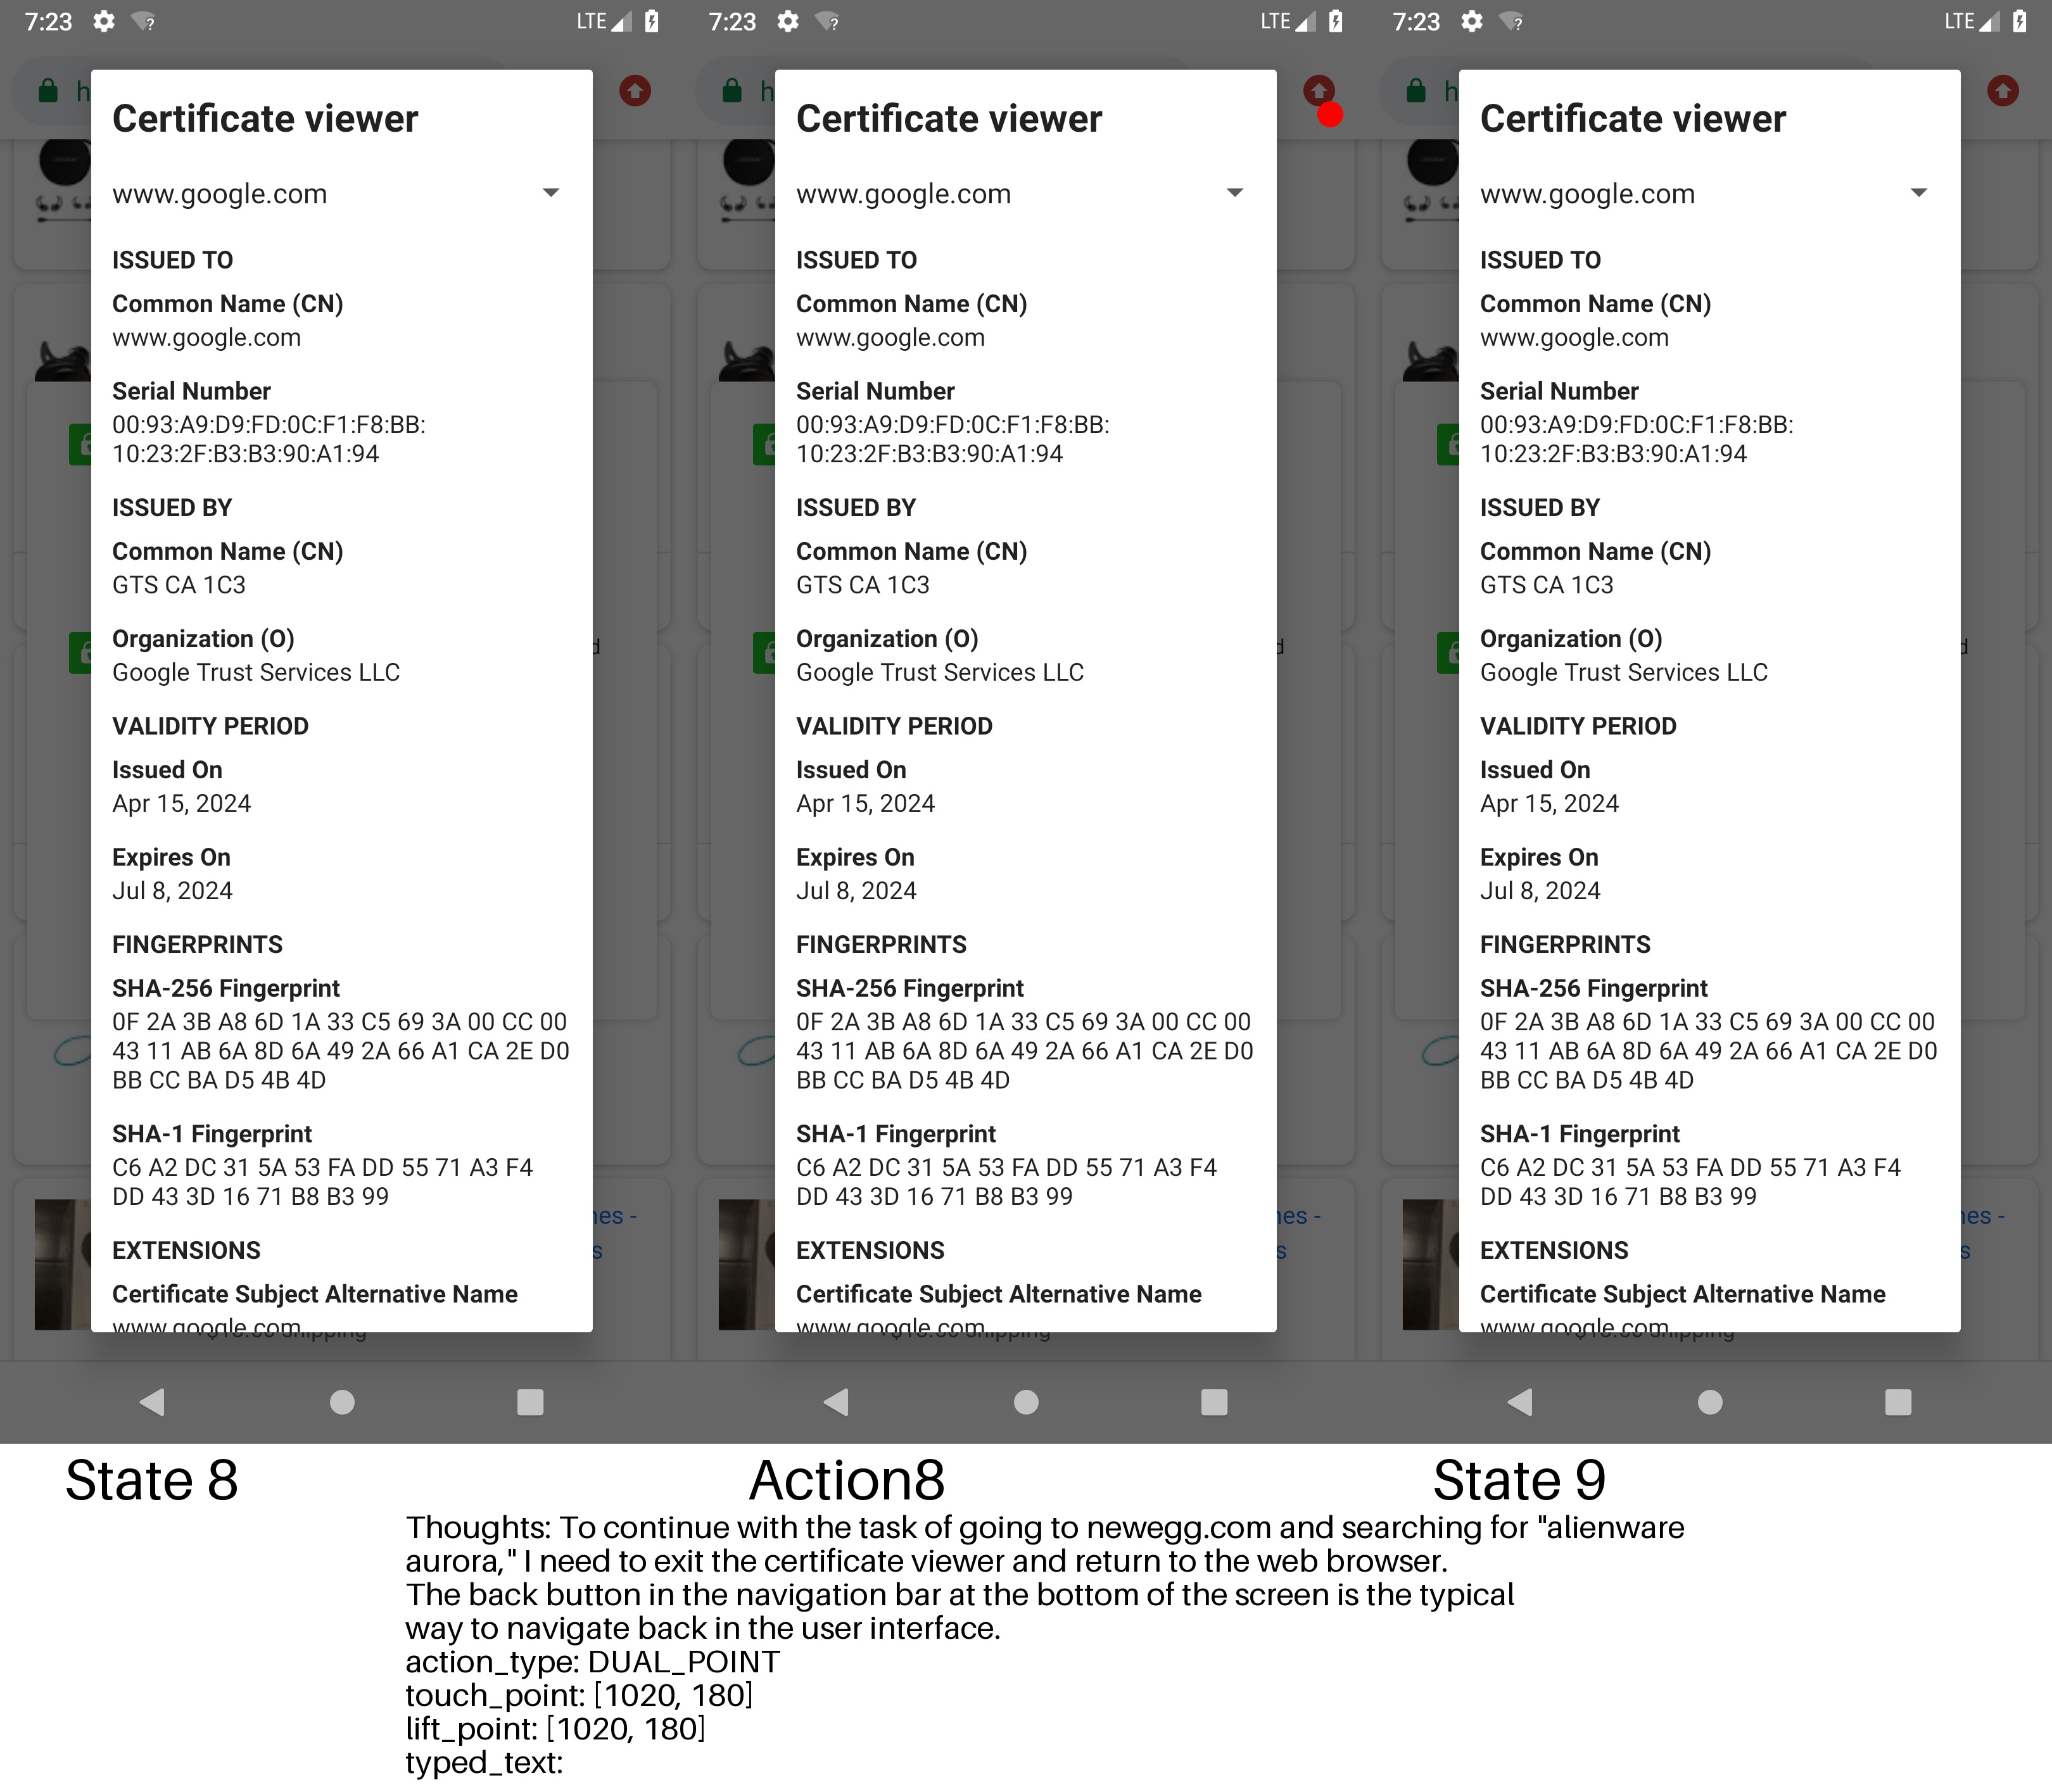 7:23
LTE
h
Certificate viewer
www.google.com
ISSUED TO
Common Name (CN)
www.google.com
Serial Number
00:93:A9:D9:FD:0C:F1:F8:BB:
10:23:2F:B3:B3:90:A1:94
ISSUED BY
Common Name (CN)
GTS CA 1C3
Organization (O)
Google Trust Services LLC
d
VALIDITY PERIOD
Issued On
Apr 15, 2024
Expires On
Jul 8, 2024
FINGERPRINTS
SHA-256 Fingerprint
0F 2A 3B A8 6D 1A 33 C5 69 3A 00 CC 00
43 11 AB 6A 8D 6A 49 2A 66 A1 CA 2E D0
BB CC BA D5 4B 4D
SHA-1 Fingerprint
C6 A2 DC 31 5A 53 FA DD 55 71 A3 F4
DD 43 3D 16 71 B8 B3 99
nes -
s
EXTENSIONS
Certificate Subject Alternative Name
www.google.com
7:23
LTE
h
Certificate viewer
www.google.com
ISSUED TO
Common Name (CN)
www.google.com
Serial Number
00:93:A9:D9:FD:0C:F1:F8:BB:
10:23:2F:B3:B3:90:A1:94
ISSUED BY
Common Name (CN)
GTS CA 1C3
Organization (O)
Google Trust Services LLC
d
VALIDITY PERIOD
Issued On
Apr 15, 2024
Expires On
Jul 8, 2024
FINGERPRINTS
SHA-256 Fingerprint
0F 2A 3B A8 6D 1A 33 C5 69 3A 00 CC 00
43 11 AB 6A 8D 6A 49 2A 66 A1 CA 2E D0
BB CC BA D5 4B 4D
SHA-1 Fingerprint
C6 A2 DC 31 5A 53 FA DD 55 71 A3 F4
DD 43 3D 16 71 B8 B3 99
nes -
s
EXTENSIONS
Certificate Subject Alternative Name
www.google.com
7:23
LTE
h
Certificate viewer
www.google.com
ISSUED TO
Common Name (CN)
www.google.com
Serial Number
00:93:A9:D9:FD:0C:F1:F8:BB:
10:23:2F:B3:B3:90:A1:94
ISSUED BY
Common Name (CN)
GTS CA 1C3
Organization (O)
Google Trust Services LLC
d
VALIDITY PERIOD
Issued On
Apr 15, 2024
Expires On
Jul 8, 2024
FINGERPRINTS
SHA-256 Fingerprint
0F 2A 3B A8 6D 1A 33 C5 69 3A 00 CC 00
43 11 AB 6A 8D 6A 49 2A 66 A1 CA 2E D0
BB CC BA D5 4B 4D
SHA-1 Fingerprint
C6 A2 DC 31 5A 53 FA DD 55 71 A3 F4
DD 43 3D 16 71 B8 B3 99
nes -
s
EXTENSIONS
Certificate Subject Alternative Name
www.google.com
State 8
Action8
State 9
Thoughts: To continue with the task of going to newegg.com and searching for "alienware
aurora," I need to exit the certificate viewer and return to the web browser.
The back button in the navigation bar at the bottom of the screen is the typical
way to navigate back in the user interface.
action_type: DUAL_POINT
touch_point: [1020, 180]
lift_point: [1020, 180]
typed_text: